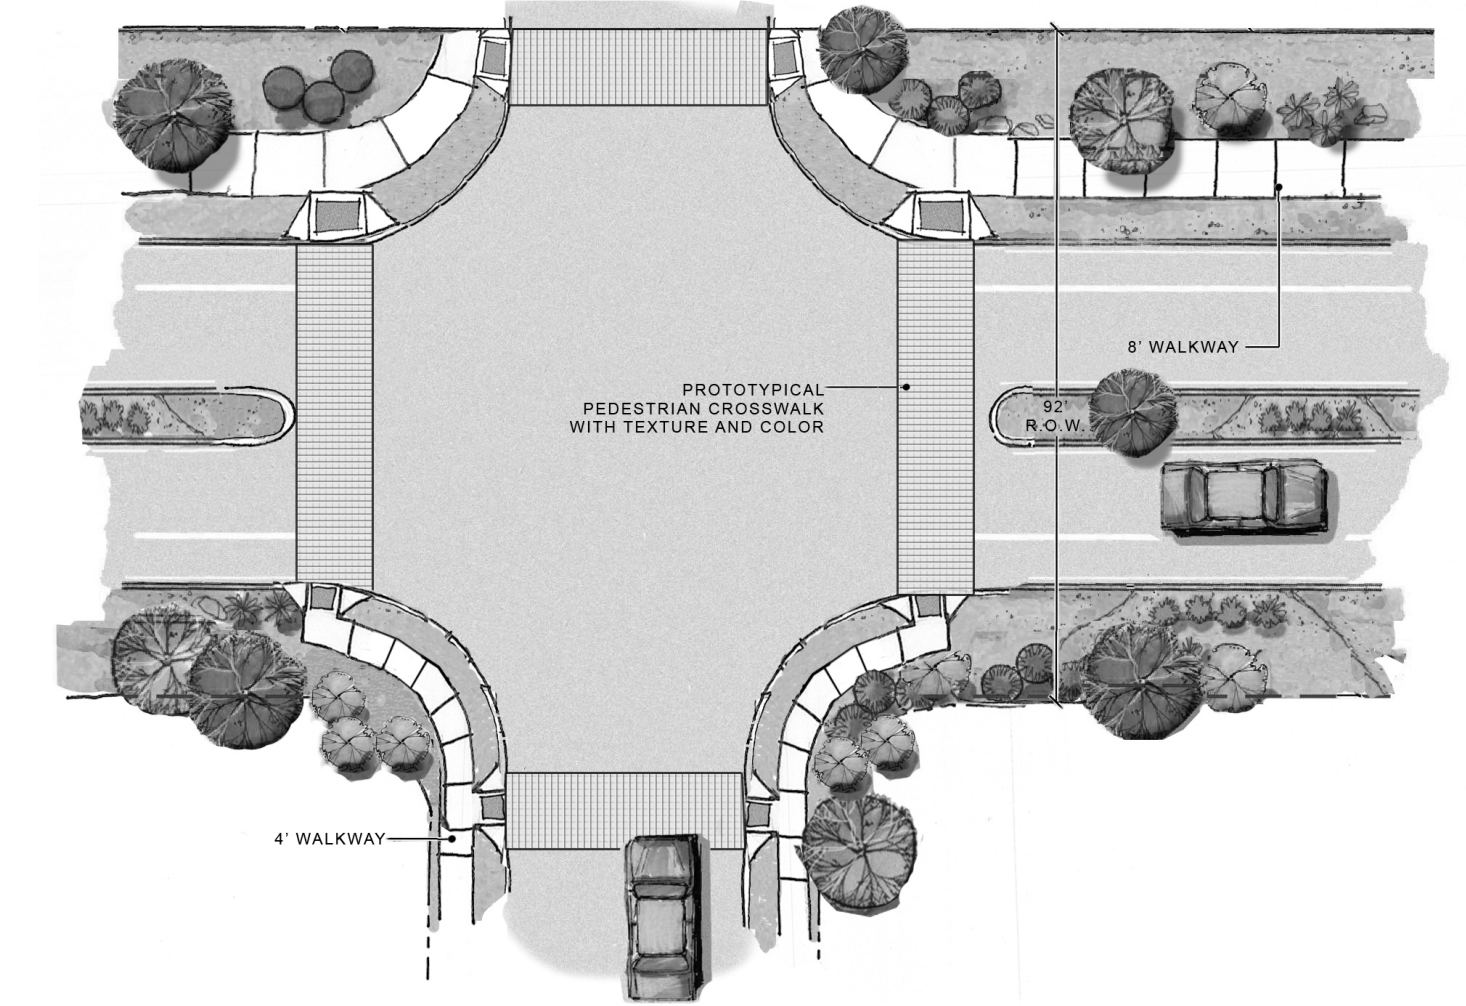 8’ WALKWAY
PROTOTYPICAL
PEDESTRIAN CROSSWALK
WITH TEXTURE AND COLOR
92’
R.O.W.
4’ WALKWAY